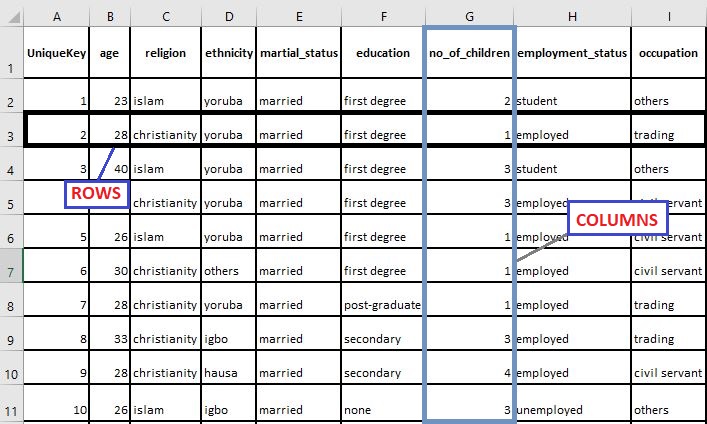 A B C D E F G H I
1 UniqueKey age religion ethnicity martial_status education no_of_children employment_status occupation
2 1 23 islam yoruba married first degree 2 student others
3 2 28 christianity yoruba married first degree 1 employed trading
4 3 40 islam yoruba married first degree 3 student others
ROWS
5 christianity yoruba married first degree 3 employed servant
COLUMNS
6 5 26 islam yoruba married first degree 1 employed civil servant
7 6 30 christianity others married first degree 1 employed civil servant
8 7 28 christianity yoruba married post-graduate 1 employed trading
9 8 33 christianity igbo married secondary 3 employed trading
10 9 28 christianity hausa married secondary 4 employed civil servant
11 10 26 islam igbo married none 3 unemployed others